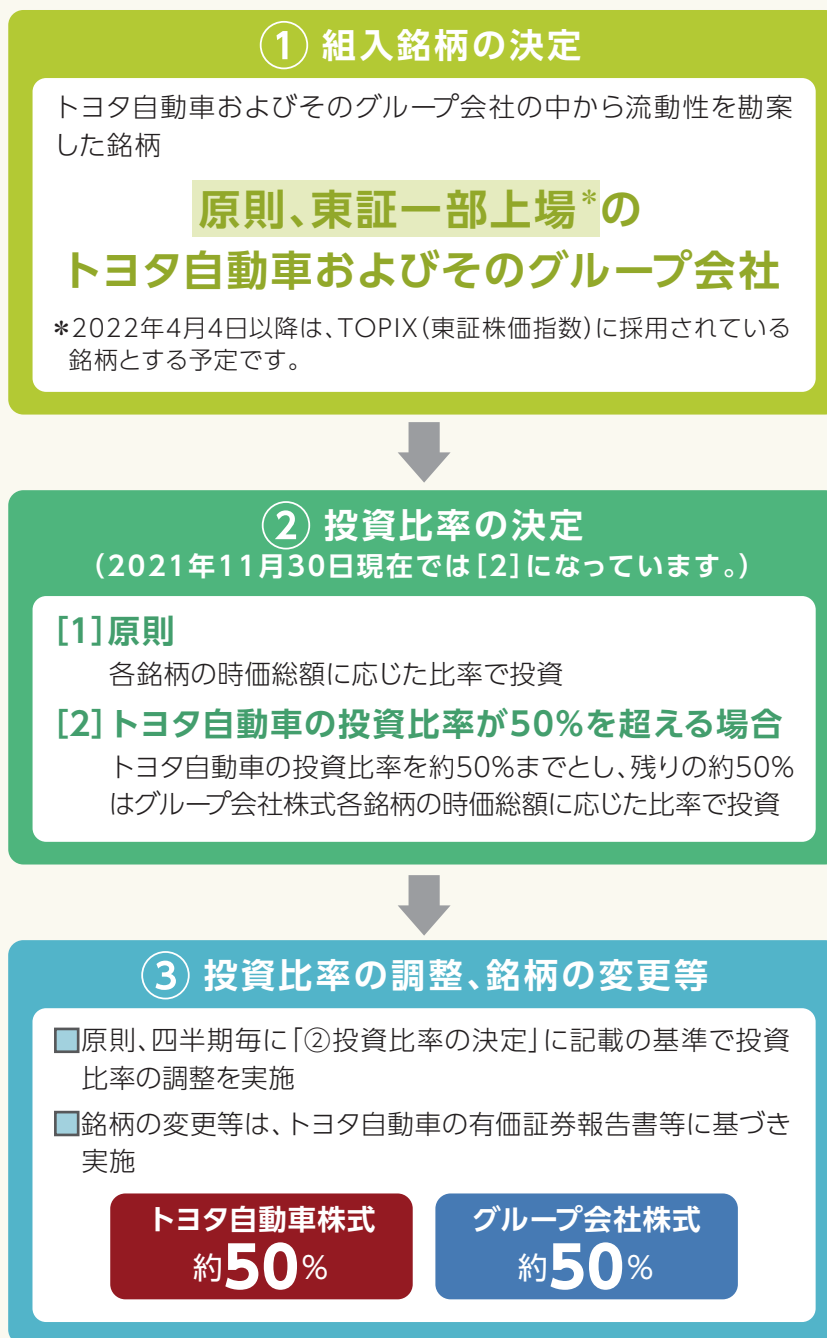 ① 組入銘柄の決定
トヨタ自動車およびそのグループ会社の中から流動性を勘案
した銘柄
原則、東証一部上場*の
トヨタ自動車およびそのグループ会社
*2022年4月4日以降は、TOPIX(東証株価指数)に採用されている
銘柄とする予定です。
② 投資比率の決定
(2021年11月30日現在では[2]になっています。)
[1]原則
各銘柄の時価総額に応じた比率で投資
[2]トヨタ自動車の投資比率が50%を超える場合
トヨタ自動車の投資比率を約50%までとし、残りの約50%
はグループ会社株式各銘柄の時価総額に応じた比率で投資
③ 投資比率の調整、銘柄の変更等
■原則、四半期毎に「②投資比率の決定」に記載の基準で投資
比率の調整を実施
■銘柄の変更等は、トヨタ自動車の有価証券報告書等に基づき
実施
トヨタ自動車株式
約50%
グループ会社株式
約50%